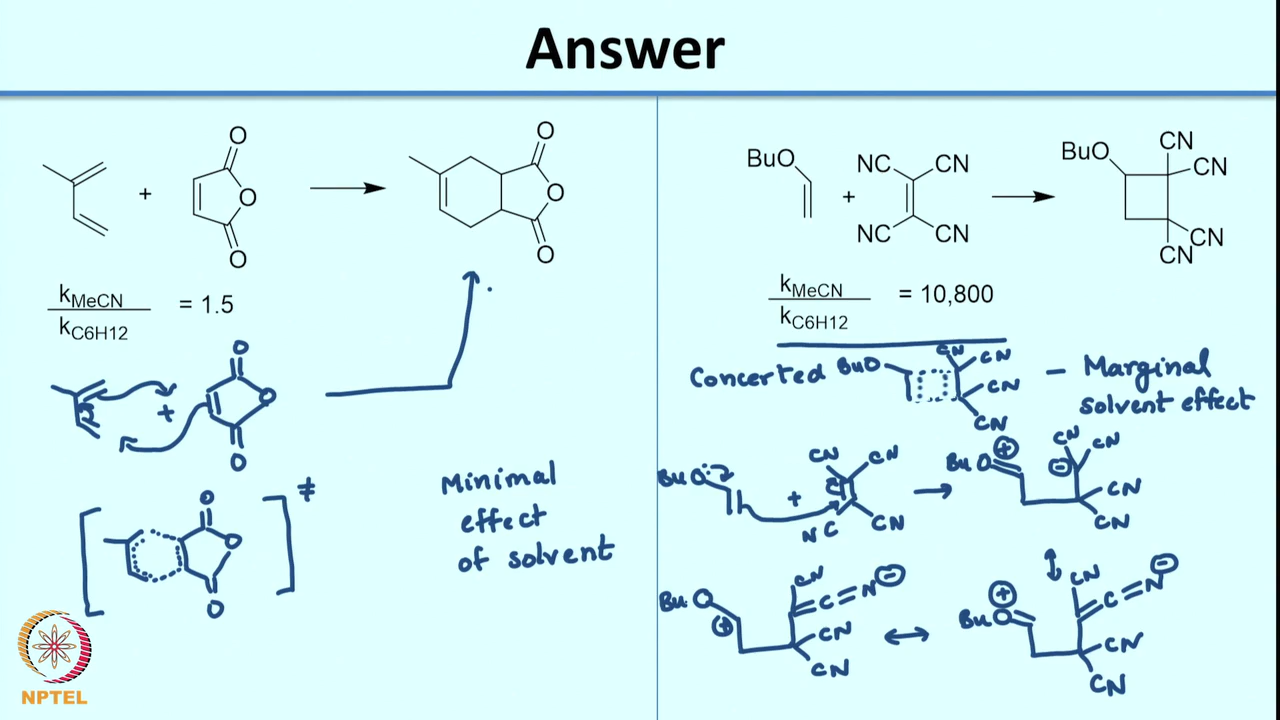 Answer
O
+ O
O
O
O
O
kMeCN
kC6H12
= 1.5
O
+ O
O
O
O
O
≠
Minimal
effect
of solvent
BuO NC CN
+
NC CN
BuO CN
CN
CN
CN
kMeCN
kC6H12
= 10,800
Concerted BuO CN CN CN CN – Marginal
solvent effect
BuO + CN CN NC CN
BuO ⊕ ⊖ CN CN CN CN
BuO ⊕ CN C N ⊖ CN CN
BuO ⊕ CN C N ⊖ CN CN
NPTEL